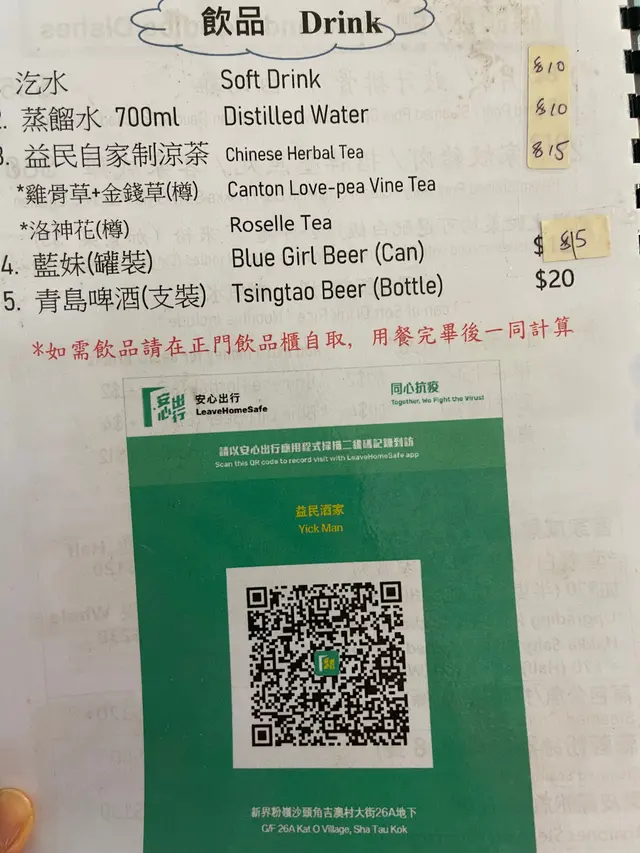 飲品 Drink
汔水 Soft Drink $10
2. 蒸餾水 700ml Distilled Water $10
3. 益民自家制涼茶 Chinese Herbal Tea $15
*雞骨草+金錢草(樽) Canton Love-pea Vine Tea
*洛神花(樽) Roselle Tea
4. 藍妹(罐裝) Blue Girl Beer (Can) $ $15
5. 青島啤酒(支裝) Tsingtao Beer (Bottle) $20
*如需飲品請在正門飲品櫃自取, 用餐完畢後一同計算
安心出行
安心出行 LeaveHomeSafe
同心抗疫
Together, We Fight the Virus!
請以安心出行應用程式掃描二維碼記錄到訪
Scan this QR code to record visit with LeaveHomeSafe app
益民酒家
Yick Man
新界粉嶺沙頭角吉澳村大街26A地下
G/F 26A Kat O Village, Sha Tau Kok